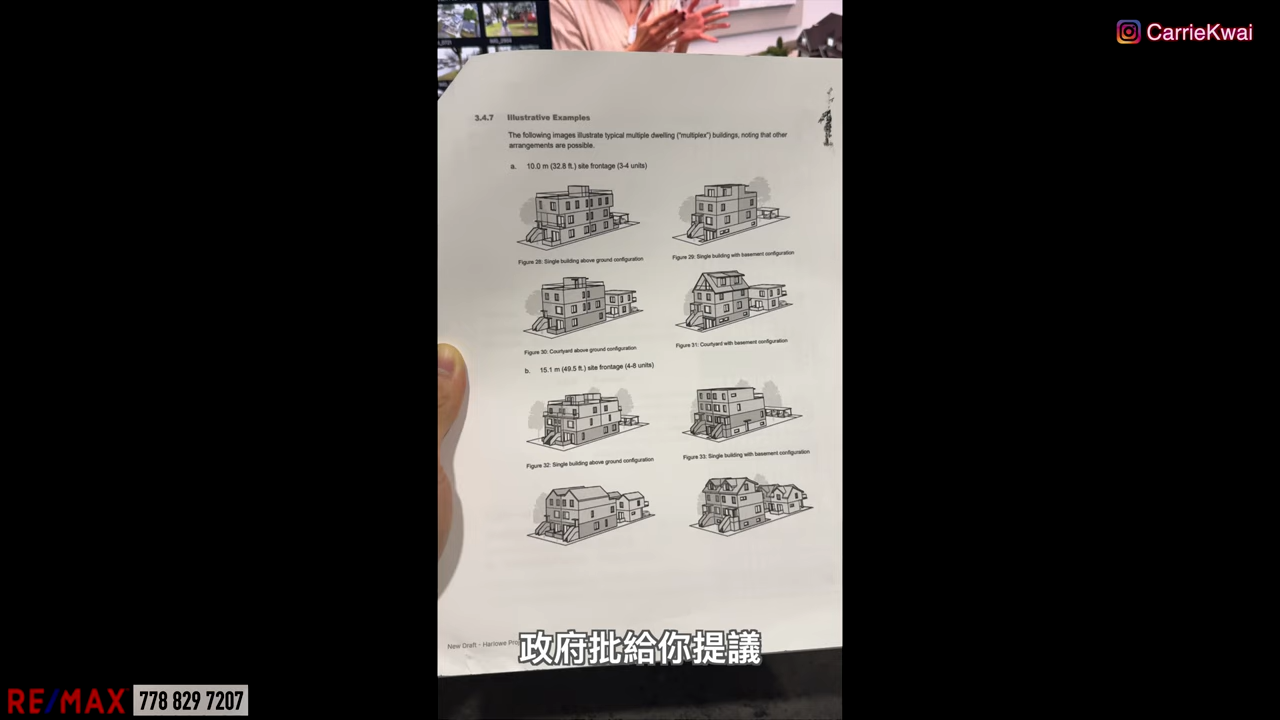 CarrieKwai
3.4.7 Illustrative Examples
The following images illustrate typical multiple dwelling ("multiplex") buildings, noting that other
arrangements are possible.
a. 10.0 m (32.8 ft.) site frontage (3-4 units)
Figure 28: Single building above ground configuration
Figure 29: Single building with basement configuration
Figure 30: Courtyard above ground configuration
Figure 31: Courtyard with basement configuration
b. 15.1 m (49.5 ft.) site frontage (4-8 units)
Figure 32: Single building above ground configuration
Figure 33: Single building with basement configuration
New Draft - Harlowe Pro
政府批給你提議
RE/MAX 778 829 7207